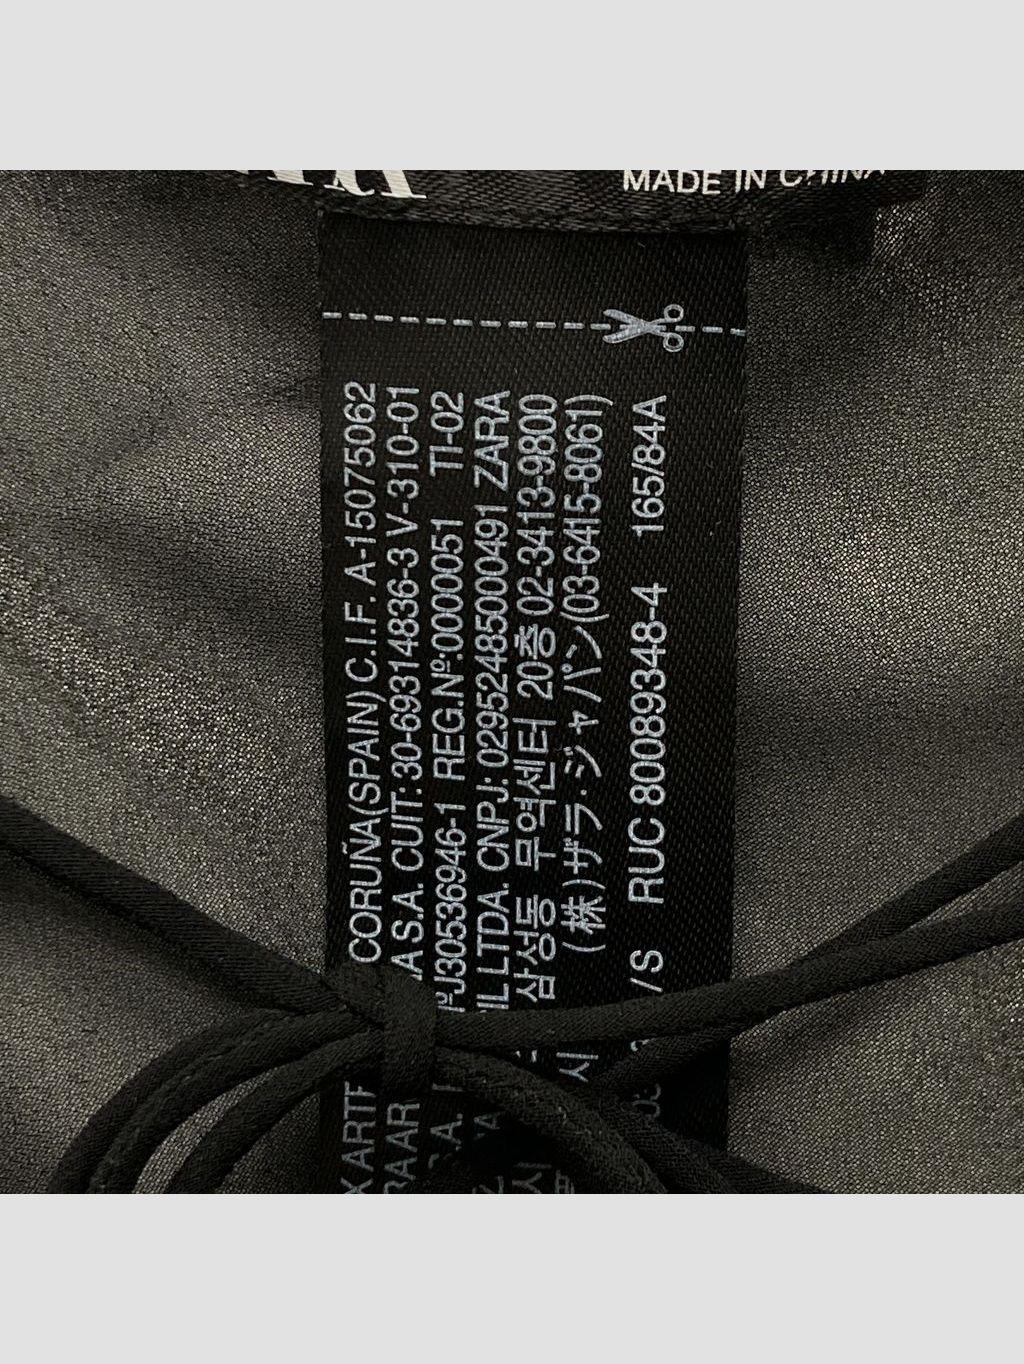 MADE IN CHINA
CORUÑA(SPAIN) C.I.F. A-15075062
S.A. CUIT: 30-69314836-3 V-310-01
NºJ30536946-1 REG.Nº:0000051 TI-02
LTDA. CNPJ: 02952485000491 ZARA
삼성동 무역센터 20층 02-3413-9800
(株)ザラ・ジャパン(03-6415-8061)
/S RUC 80089348-4 165/84A